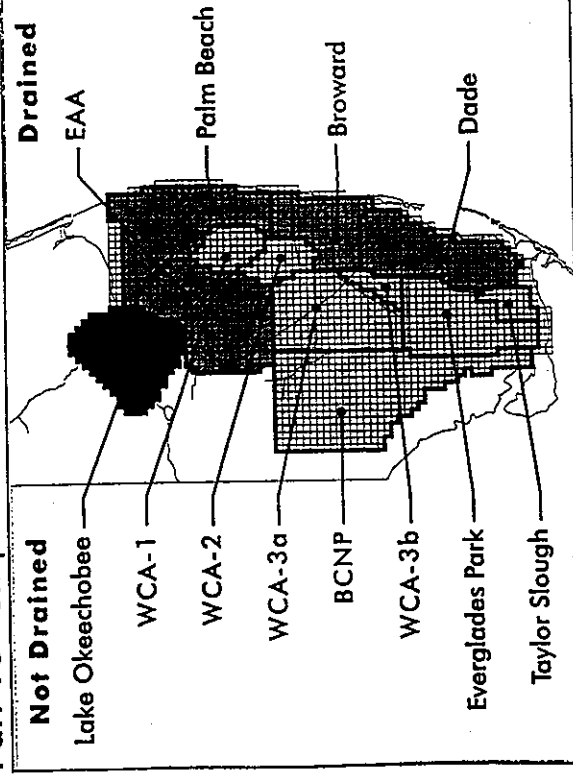 Not Drained
Lake Okeechobee
WCA-1
WCA-2
WCA-3a
BCNP
WCA-3b
Everglades Park
Taylor Slough
Drained
EAA
Palm Beach
Broward
Dade